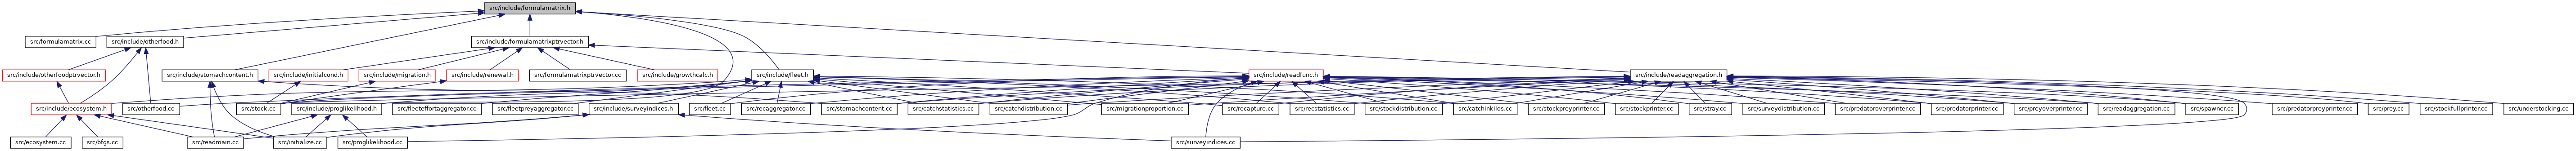 src/include/formulamatrix.h
src/formulamatrix.cc
src/include/otherfood.h
src/include/formulamatrixptrvector.h
src/include/otherfoodptrvector.h
src/include/stomachcontent.h
src/include/initialcond.h
src/include/migration.h
src/include/renewal.h
src/formulamatrixptrvector.cc
src/include/growthcalc.h
src/include/fleet.h
src/include/readfunc.h
src/include/readaggregation.h
src/include/ecosystem.h
src/otherfood.cc
src/stock.cc
src/include/proglikelihood.h
src/fleeteffortaggregator.cc
src/fleetpreyaggregator.cc
src/include/surveyindices.h
src/fleet.cc
src/recaggregator.cc
src/stomachcontent.cc
src/catchstatistics.cc
src/catchdistribution.cc
src/migrationproportion.cc
src/recapture.cc
src/recstatistics.cc
src/stockdistribution.cc
src/catchinkilos.cc
src/stockpreyprinter.cc
src/stockprinter.cc
src/stray.cc
src/surveydistribution.cc
src/predatoroverprinter.cc
src/predatorprinter.cc
src/preyoverprinter.cc
src/readaggregation.cc
src/spawner.cc
src/predatorpreyprinter.cc
src/prey.cc
src/stockfullprinter.cc
src/understocking.cc
src/ecosystem.cc
src/bfgs.cc
src/readmain.cc
src/initialize.cc
src/proglikelihood.cc
src/surveyindices.cc